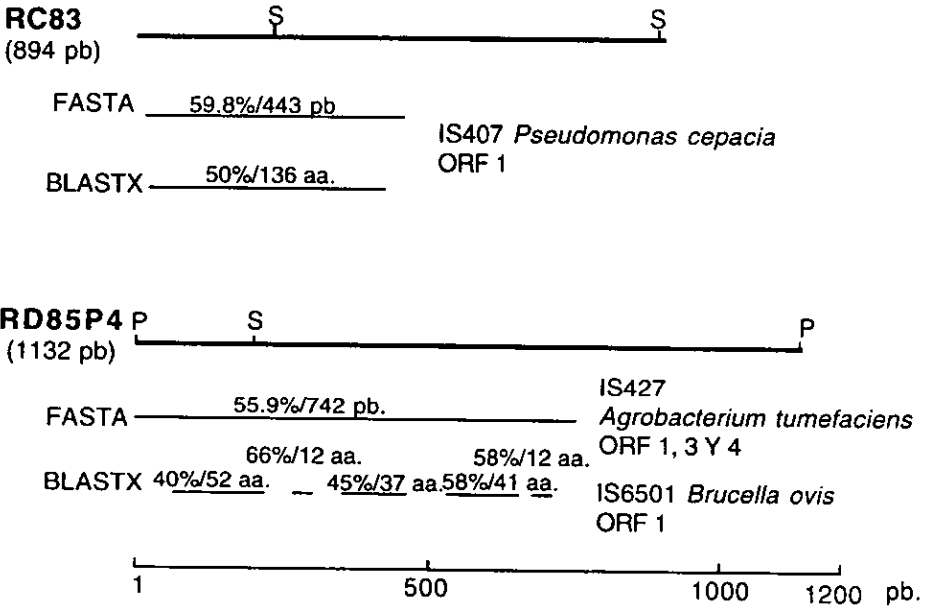 RC83
(894 pb)
S
S
FASTA
59.8%/443 pb
BLASTX
50%/136 aa.
IS407 Pseudomonas cepacia
ORF 1
RD85P4
(1132 pb)
P
S
P
FASTA
55.9%/742 pb.
IS427
Agrobacterium tumefaciens
ORF 1, 3 Y 4
66%/12 aa.
58%/12 aa.
BLASTX
40%/52 aa.
45%/37 aa.
58%/41 aa.
IS6501 Brucella ovis
ORF 1
1
500
1000
1200 pb.